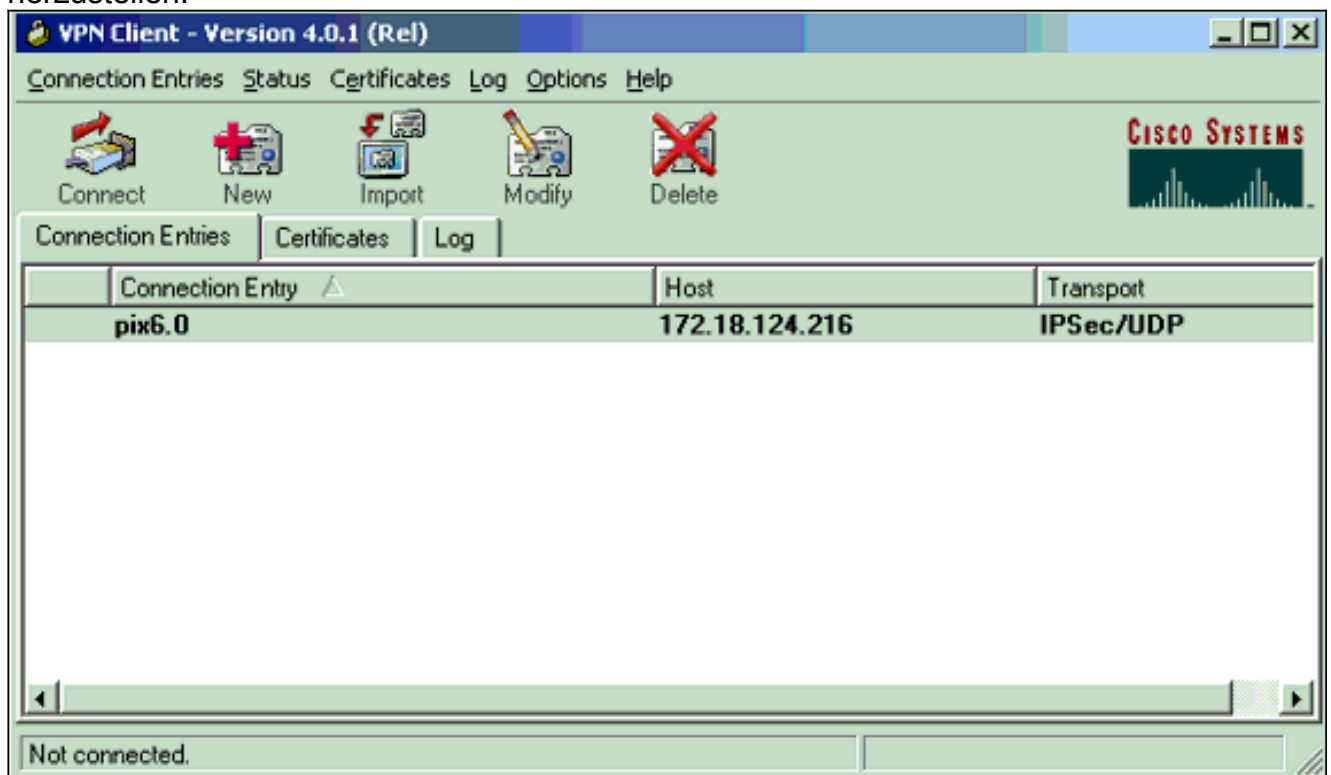 herzustellen.
VPN Client - Version 4.0.1 (Rel)
Connection Entries Status Certificates Log Options Help
Connect New Import Modify Delete
CISCO SYSTEMS
Connection Entries Certificates Log
Connection Entry Host Transport
pix6.0 172.18.124.216 IPSec/UDP
Not connected.